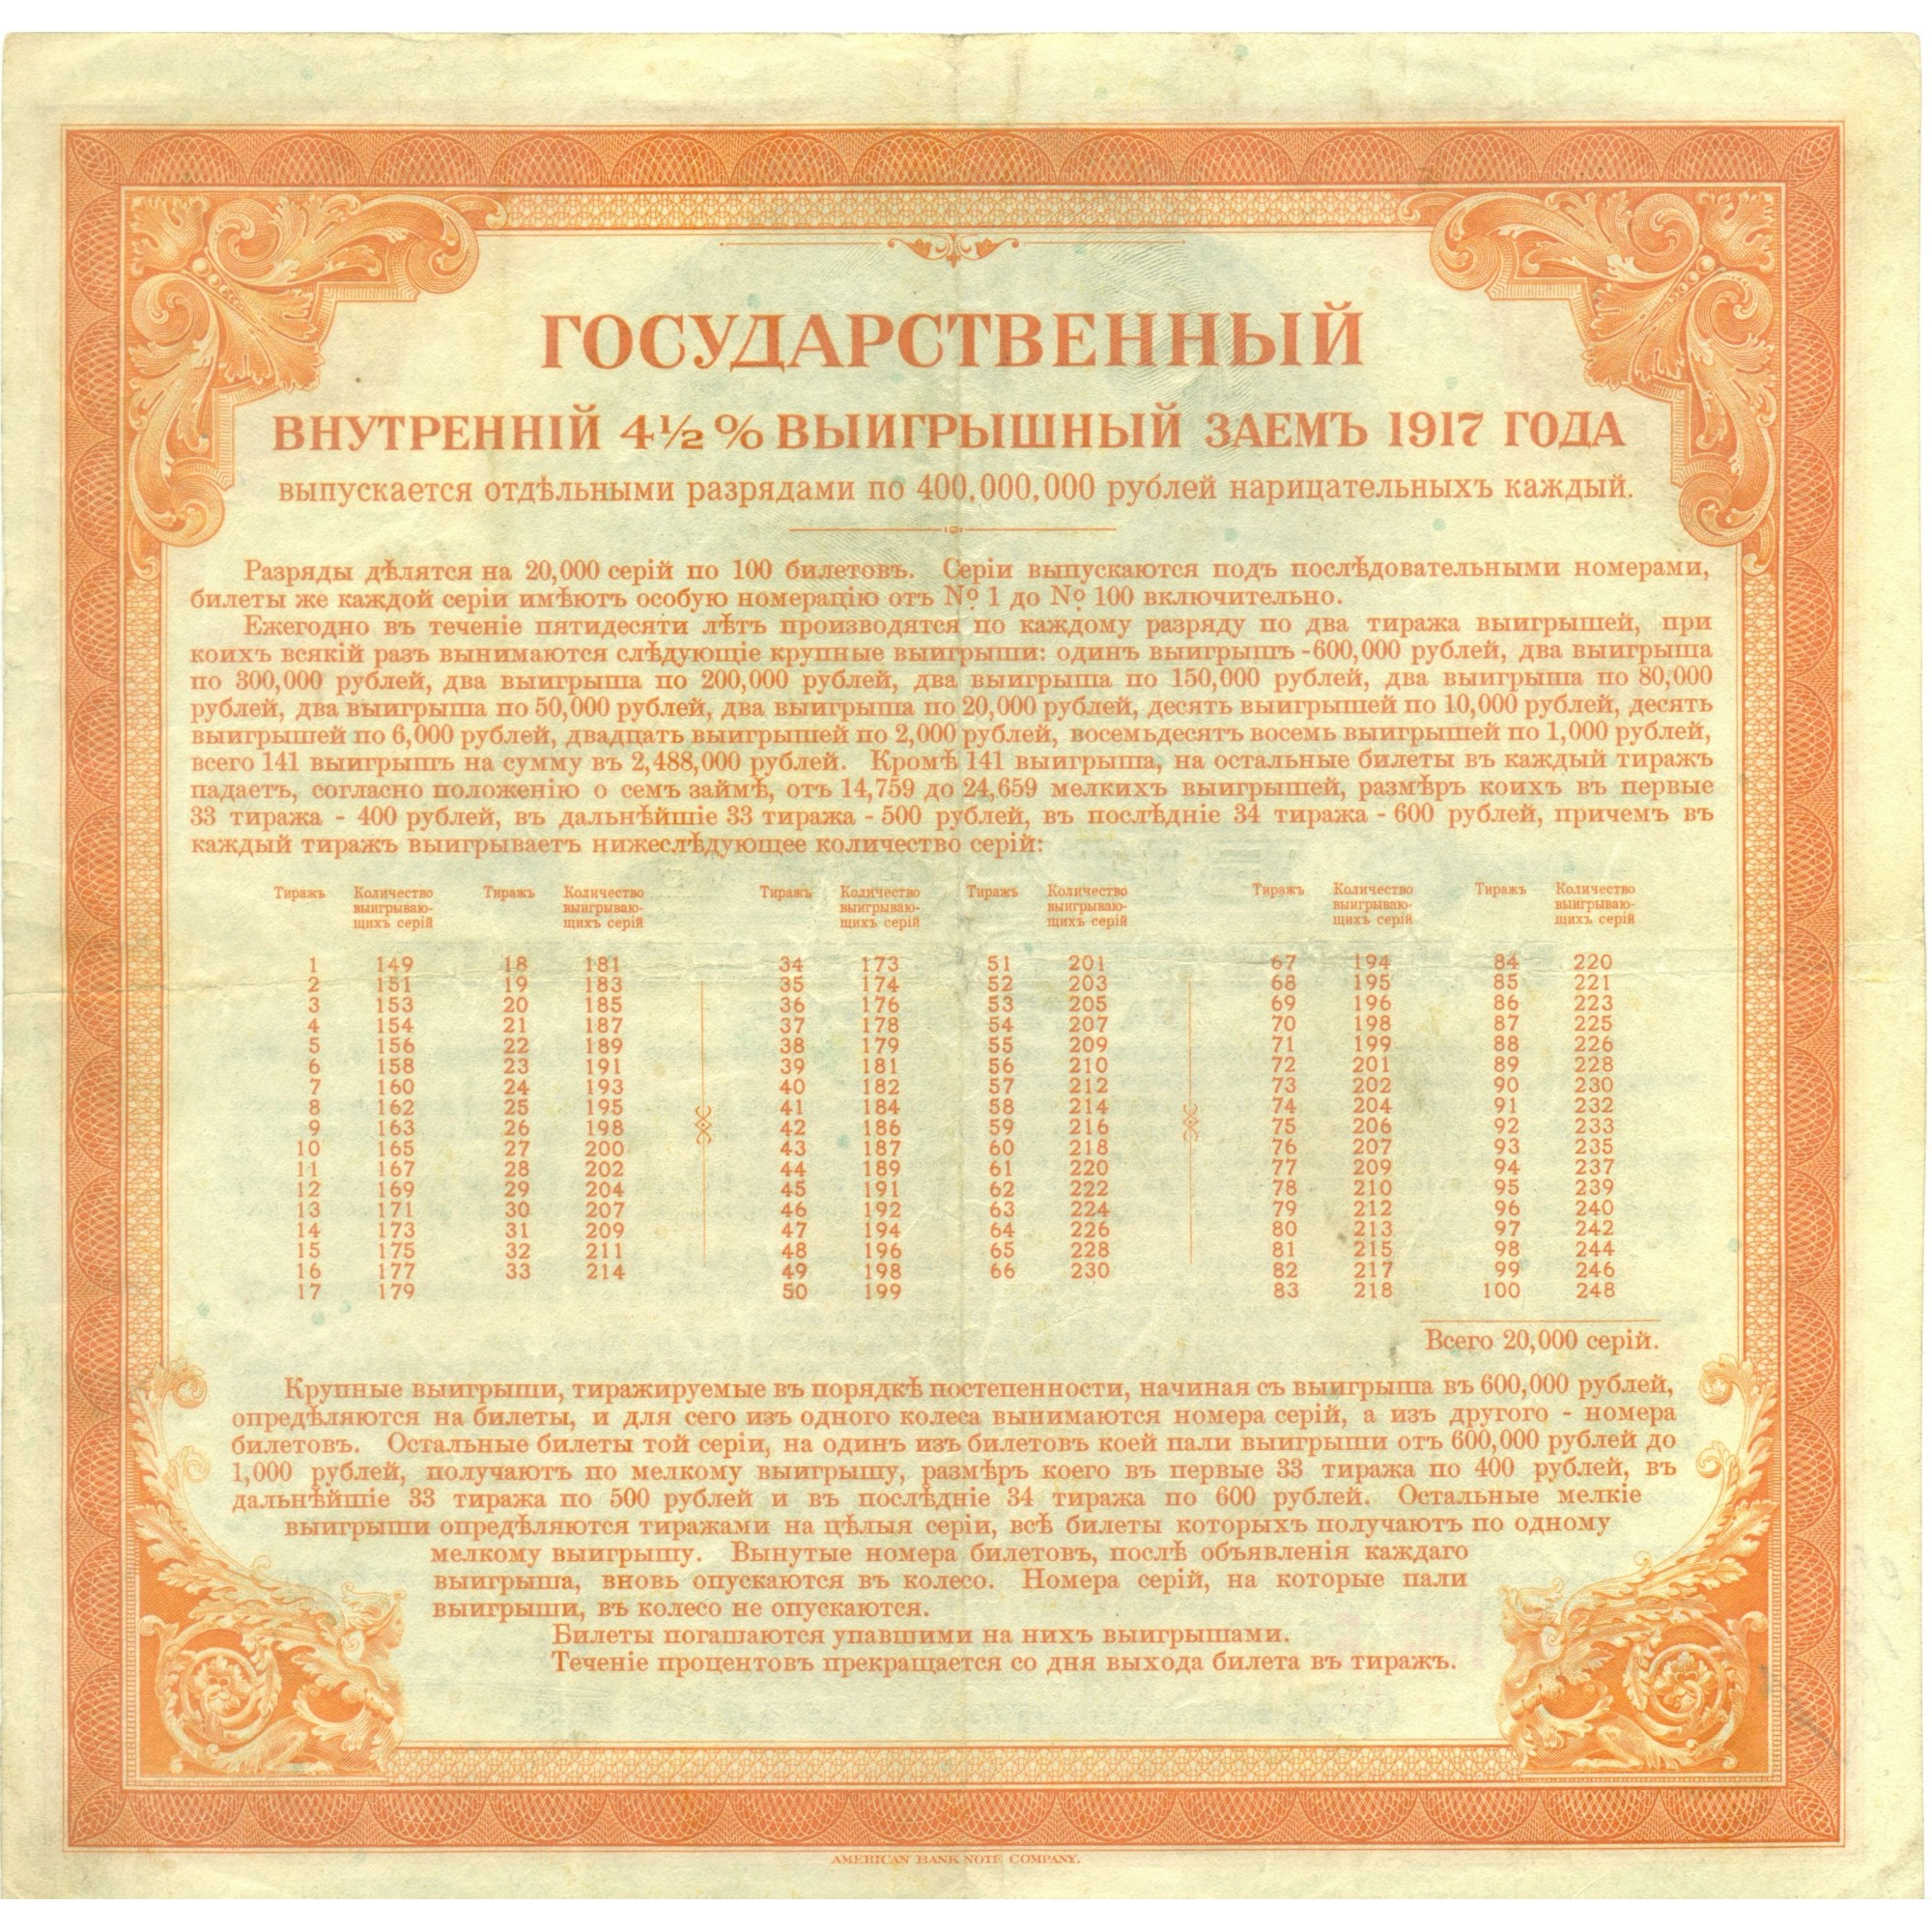 ГОСУДАРСТВЕННЫЙ
ВНУТРЕННІЙ 4½% ВЫИГРЫШНЫЙ ЗАЕМЪ 1917 ГОДА
выпускается отдѣльными разрядами по 400,000,000 рублей нарицательныхъ каждый.
Разряды дѣлятся на 20,000 серій по 100 билетовъ. Серіи выпускаются подъ послѣдовательными номерами,
билеты же каждой серіи имѣютъ особую номерацію отъ № 1 до № 100 включительно.
Ежегодно въ теченіе пятидесяти лѣтъ производятся по каждому разряду по два тиража выигрышей, при
коихъ всякій разъ вынимаются слѣдующіе крупные выигрыши: одинъ выигрышъ - 600,000 рублей, два выигрыша
по 300,000 рублей, два выигрыша по 200,000 рублей, два выигрыша по 150,000 рублей, два выигрыша по 80,000
рублей, два выигрыша по 50,000 рублей, два выигрыша по 20,000 рублей, десять выигрышей по 10,000 рублей, десять
выигрышей по 6,000 рублей, двадцать выигрышей по 2,000 рублей, восемьдесятъ восемь выигрышей по 1,000 рублей,
всего 141 выигрышъ на сумму въ 2,488,000 рублей. Кромѣ 141 выигрыша, на остальные билеты въ каждый тиражъ
падаетъ, согласно положенію о семъ займѣ, отъ 14,759 до 24,659 мелкихъ выигрышей, размѣръ коихъ въ первые
33 тиража - 400 рублей, въ дальнѣйшіе 33 тиража - 500 рублей, въ послѣдніе 34 тиража - 600 рублей, причемъ въ
каждый тиражъ выигрываетъ нижеслѣдующее количество серій:
Тиражъ Количество Тиражъ Количество Тиражъ Количество Тиражъ Количество Тиражъ Количество Тиражъ Количество
выигрываю- выигрываю- выигрываю- выигрываю- выигрываю- выигрываю-
щихъ серій щихъ серій щихъ серій щихъ серій щихъ серій щихъ серій
1 149 18 181 34 173 51 201 67 194 84 220
2 151 19 183 35 174 52 203 68 195 85 221
3 153 20 185 36 176 53 205 69 196 86 223
4 154 21 187 37 178 54 207 70 198 87 225
5 156 22 189 38 179 55 209 71 199 88 226
6 158 23 191 39 181 56 210 72 201 89 228
7 160 24 193 40 182 57 212 73 202 90 230
8 162 25 195 41 184 58 214 74 204 91 232
9 163 26 198 42 186 59 216 75 206 92 233
10 165 27 200 43 187 60 218 76 207 93 235
11 167 28 202 44 189 61 220 77 209 94 237
12 169 29 204 45 191 62 222 78 210 95 239
13 171 30 207 46 192 63 224 79 212 96 240
14 173 31 209 47 194 64 226 80 213 97 242
15 175 32 211 48 196 65 228 81 215 98 244
16 177 33 214 49 198 66 230 82 217 99 246
17 179 50 199 83 218 100 248
Всего 20,000 серій.
Крупные выигрыши, тиражируемые въ порядкѣ постепенности, начиная съ выигрыша въ 600,000 рублей,
опредѣляются на билеты, и для сего изъ одного колеса вынимаются номера серій, а изъ другого - номера
билетовъ. Остальные билеты той серіи, на одинъ изъ билетовъ коей пали выигрыши отъ 600,000 рублей до
1,000 рублей, получаютъ по мелкому выигрышу, размѣръ коего въ первые 33 тиража по 400 рублей, въ
дальнѣйшіе 33 тиража по 500 рублей и въ послѣдніе 34 тиража по 600 рублей. Остальные мелкіе
выигрыши опредѣляются тиражами на цѣлыя серіи, всѣ билеты которыхъ получаютъ по одному
мелкому выигрышу. Вынутые номера билетовъ, послѣ объявленія каждаго
выигрыша, вновь опускаются въ колесо. Номера серій, на которые пали
выигрыши, въ колесо не опускаются.
Билеты погашаются упавшими на нихъ выигрышами.
Теченіе процентовъ прекращается со дня выхода билета въ тиражъ.
AMERICAN BANK NOTE COMPANY.